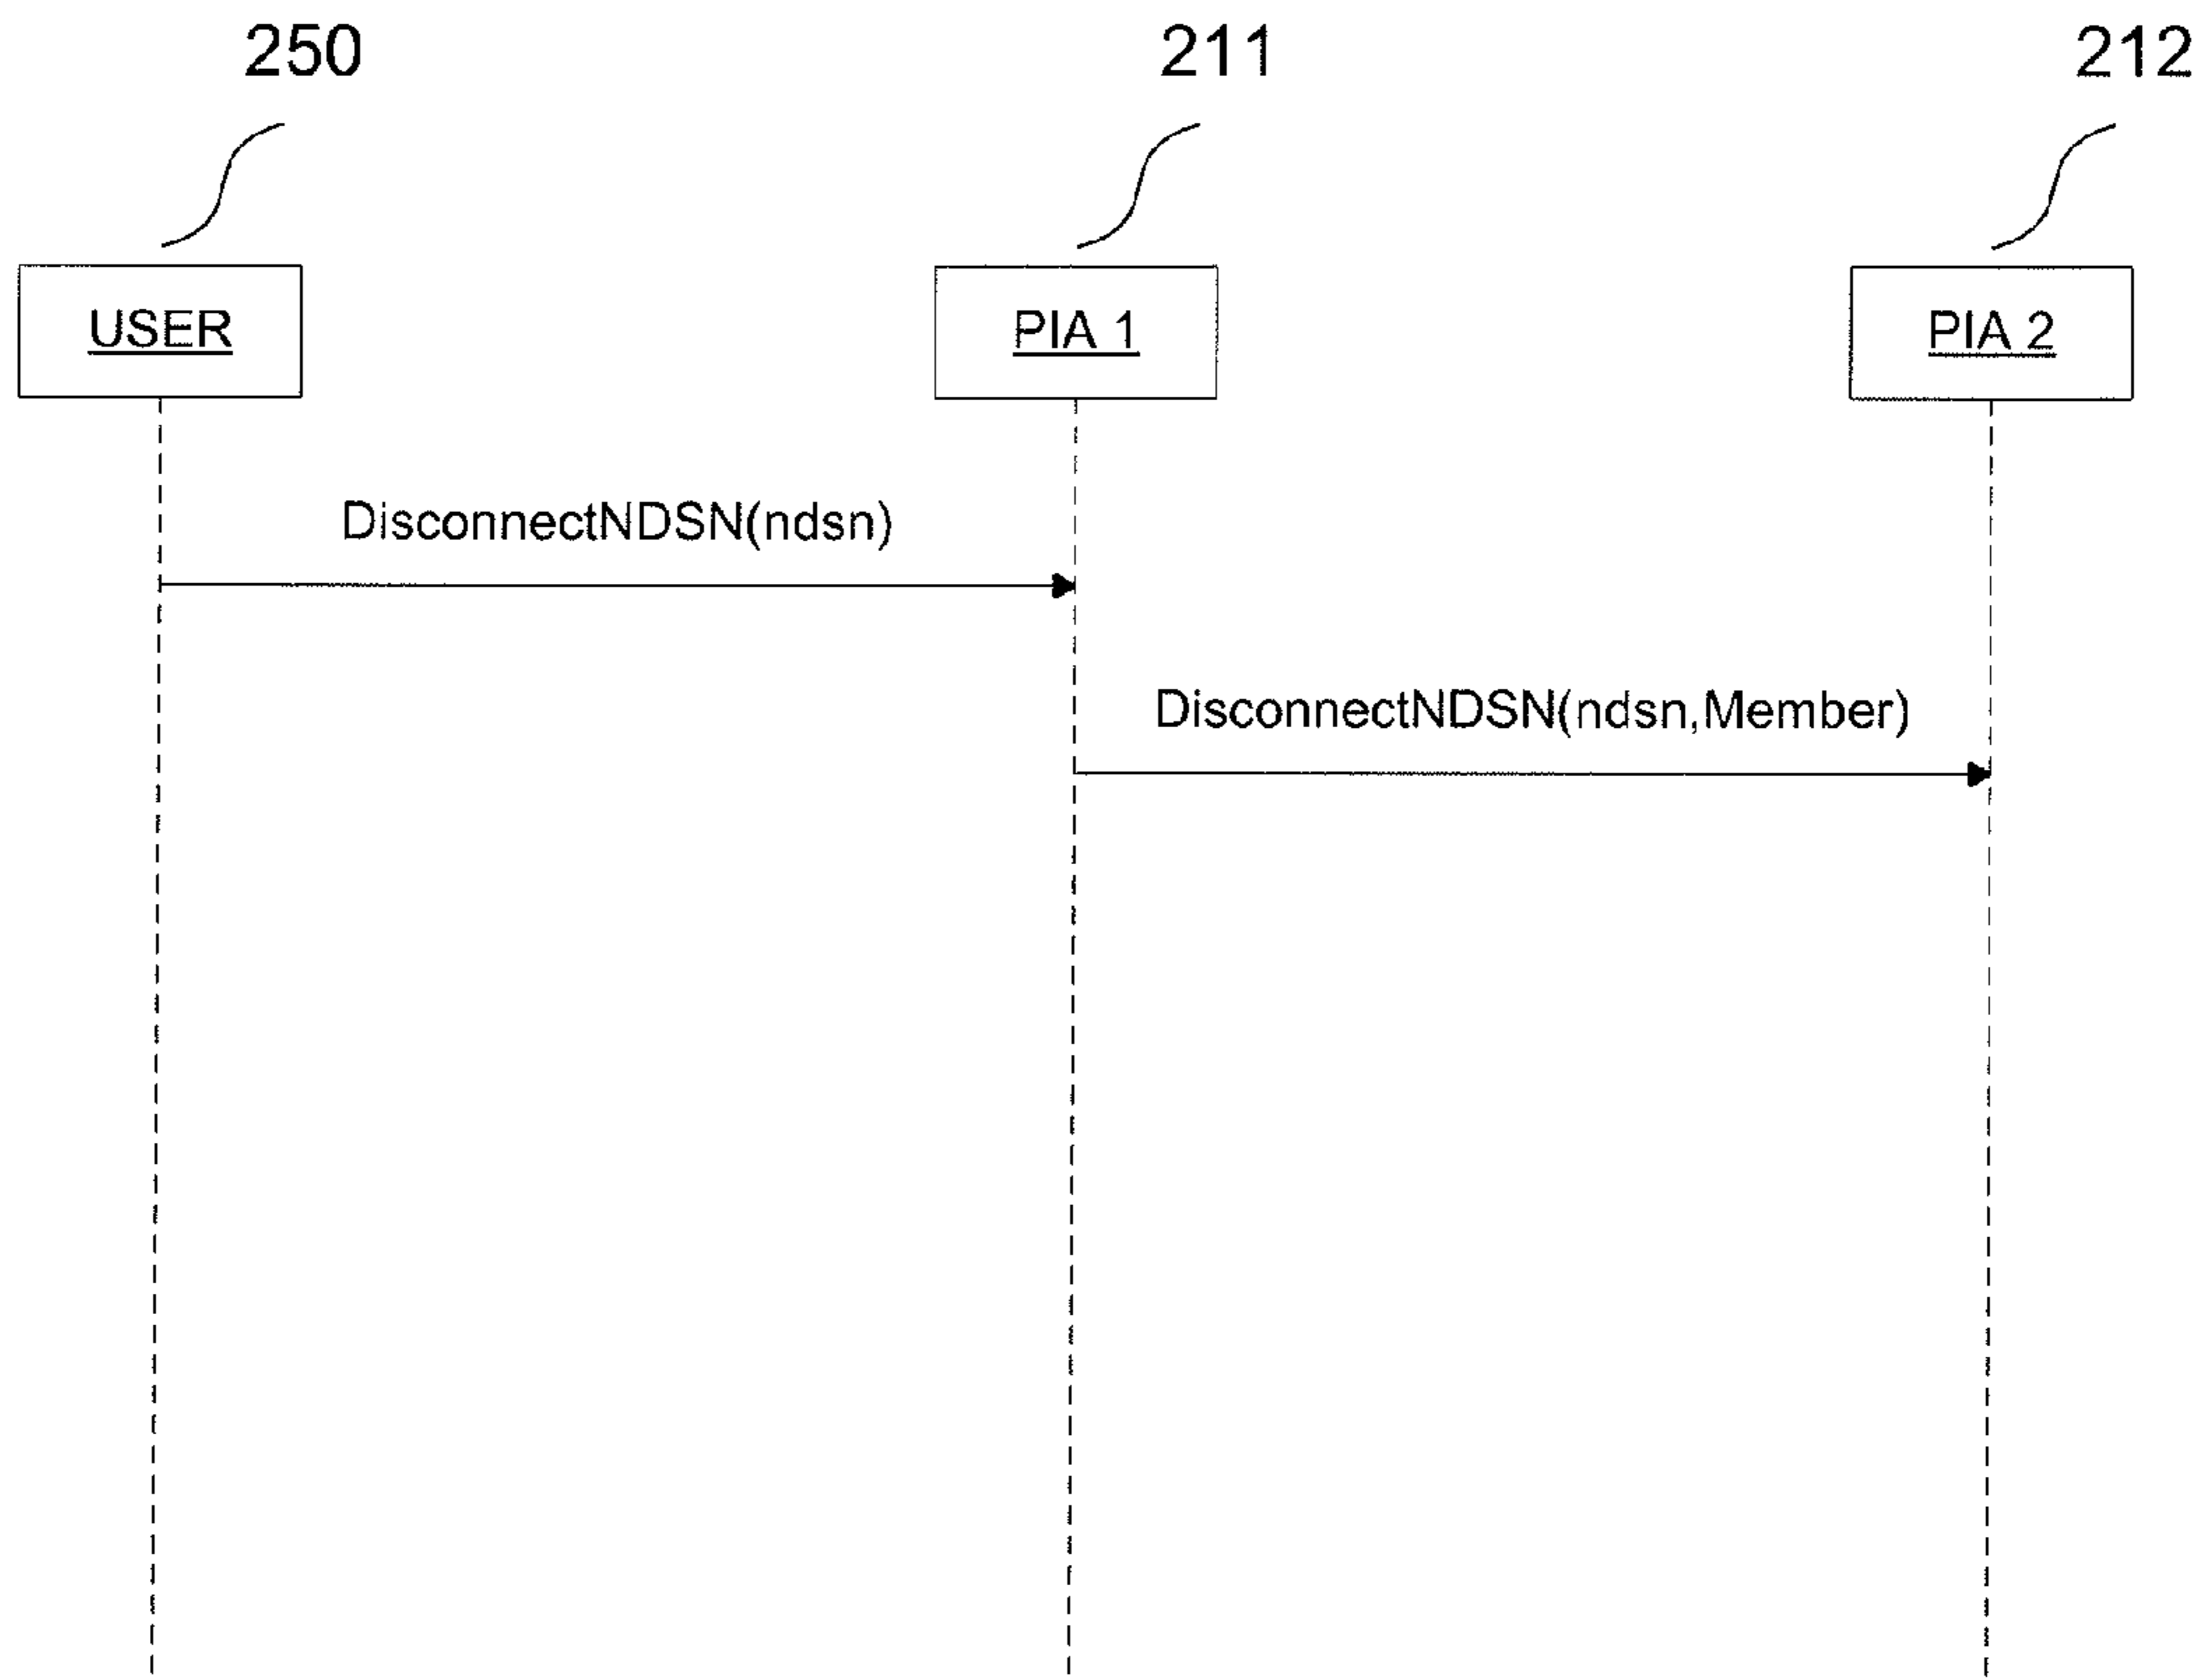 250
211
212
USER
PIA 1
PIA 2
DisconnectNDSN(ndsn)
DisconnectNDSN(ndsn,Member)